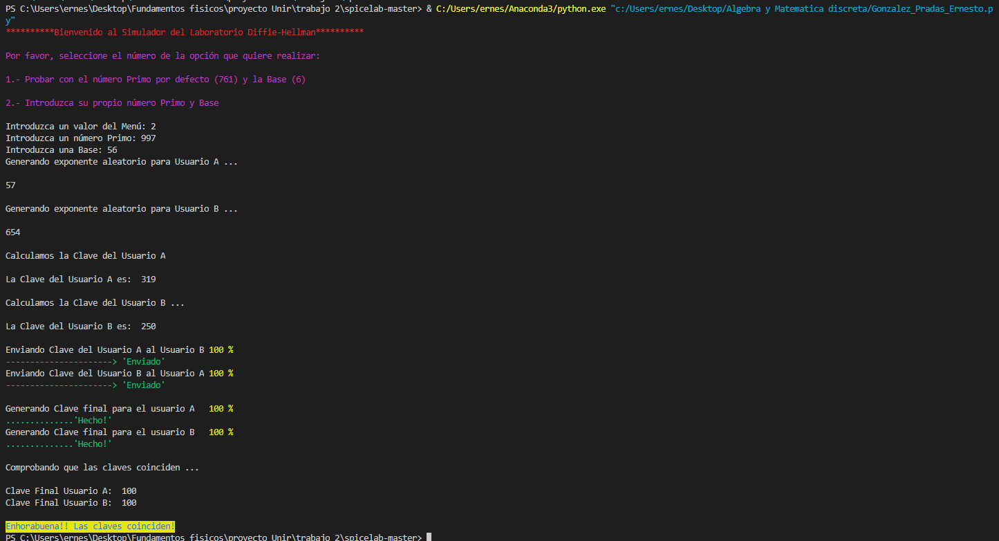 PS C:\Users\ernes\Desktop\Fundamentos fisicos\proyecto Unir\trabajo 2\spicelab-master> & C:/Users/ernes/Anaconda3/python.exe "c:/Users/ernes/Desktop/Algebra y Matematica discreta/Gonzalez_Pradas_Ernesto.p
y"
**********Bienvenido al Simulador del Laboratorio Diffie-Hellman**********
Por favor, seleccione el número de la opción que quiere realizar:
1.- Probar con el número Primo por defecto (761) y la Base (6)
2.- Introduzca su propio número Primo y Base
Introduzca un valor del Menú: 2
Introduzca un número Primo: 997
Introduzca una Base: 56
Generando exponente aleatorio para Usuario A ...
57
Generando exponente aleatorio para Usuario B ...
654
Calculamos la Clave del Usuario A
La Clave del Usuario A es:  319
Calculamos la Clave del Usuario B ...
La Clave del Usuario B es:  250
Enviando Clave del Usuario A al Usuario B 100 %
----------------------> 'Enviado'
Enviando Clave del Usuario B al Usuario A 100 %
----------------------> 'Enviado'
Generando Clave final para el usuario A   100 %
..............'Hecho!'
Generando Clave final para el usuario B   100 %
..............'Hecho!'
Comprobando que las claves coinciden ...
Clave Final Usuario A:  100
Clave Final Usuario B:  100
Enhorabuena!! Las claves coinciden!
PS C:\Users\ernes\Desktop\Fundamentos fisicos\proyecto Unir\trabajo 2\spicelab-master>